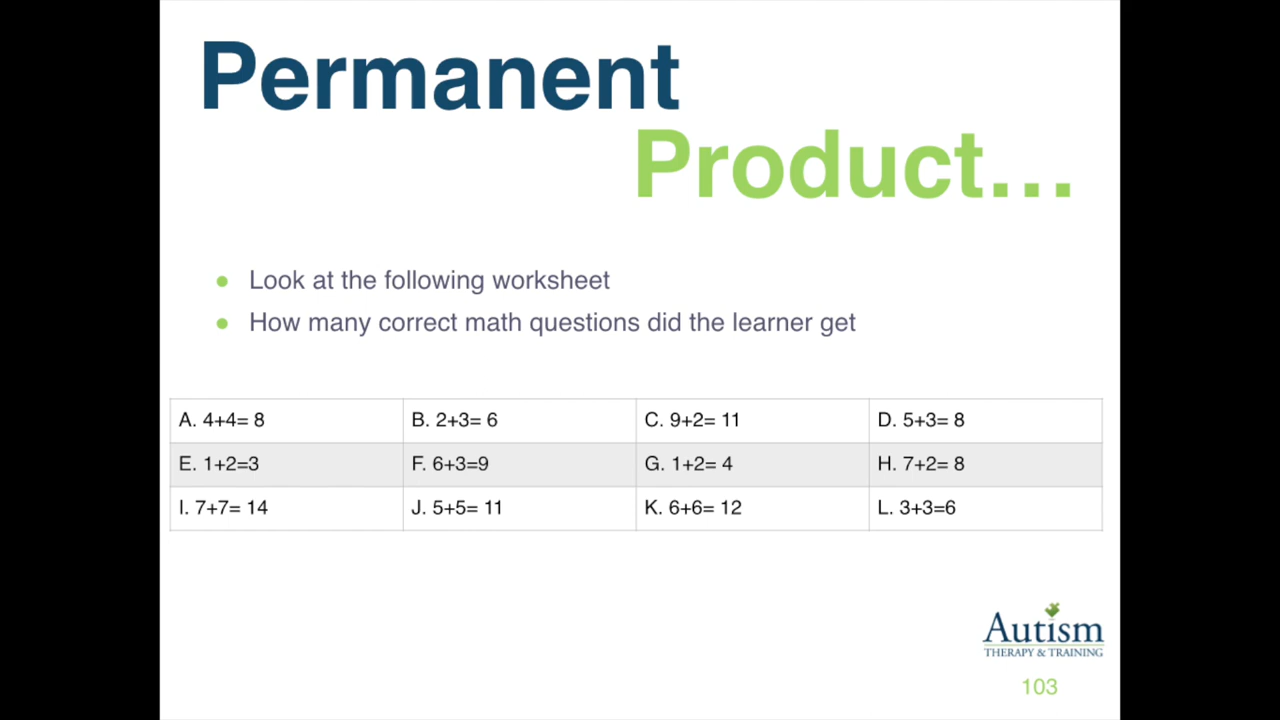 Permanent
Product...
● Look at the following worksheet
● How many correct math questions did the learner get
A. 4+4= 8 B. 2+3= 6 C. 9+2= 11 D. 5+3= 8
E. 1+2=3 F. 6+3=9 G. 1+2= 4 H. 7+2= 8
I. 7+7= 14 J. 5+5= 11 K. 6+6= 12 L. 3+3=6
Autism
THERAPY & TRAINING
103